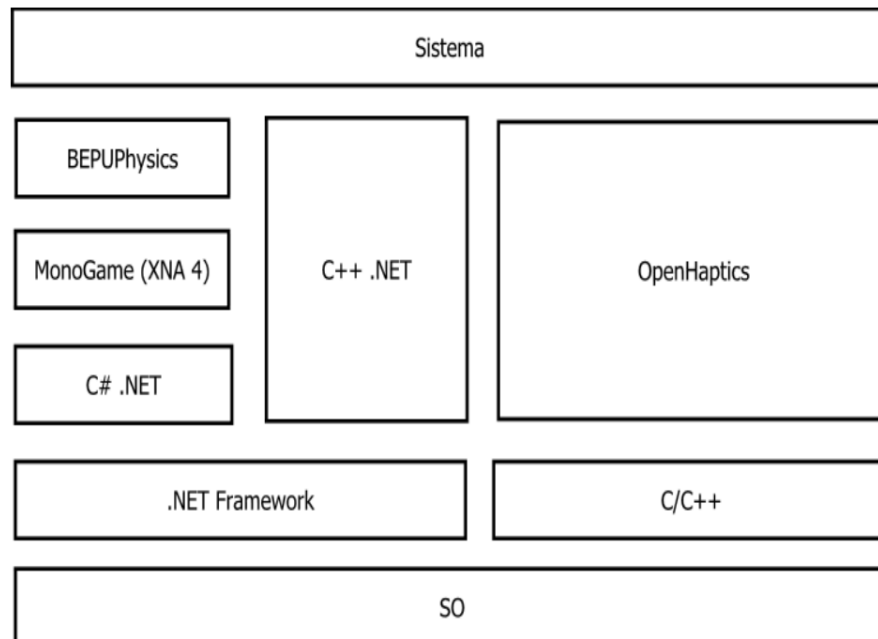 Sistema
BEPUPhysics
MonoGame (XNA 4)
C# .NET
C++ .NET
OpenHaptics
.NET Framework
C/C++
SO